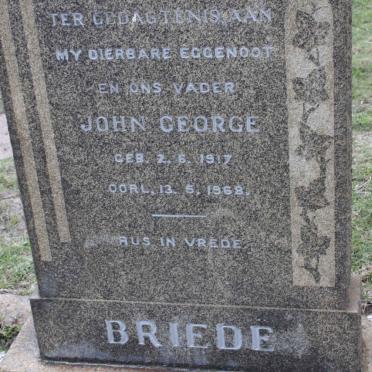 TER GEDAGTENIS AAN
MY DIERBARE EGGENOOT
EN ONS VADER
JOHN GEORGE
GEB. 2. 6. 1917
OORL. 13. 5. 1968.
RUS IN VREDE.
BRIEDE